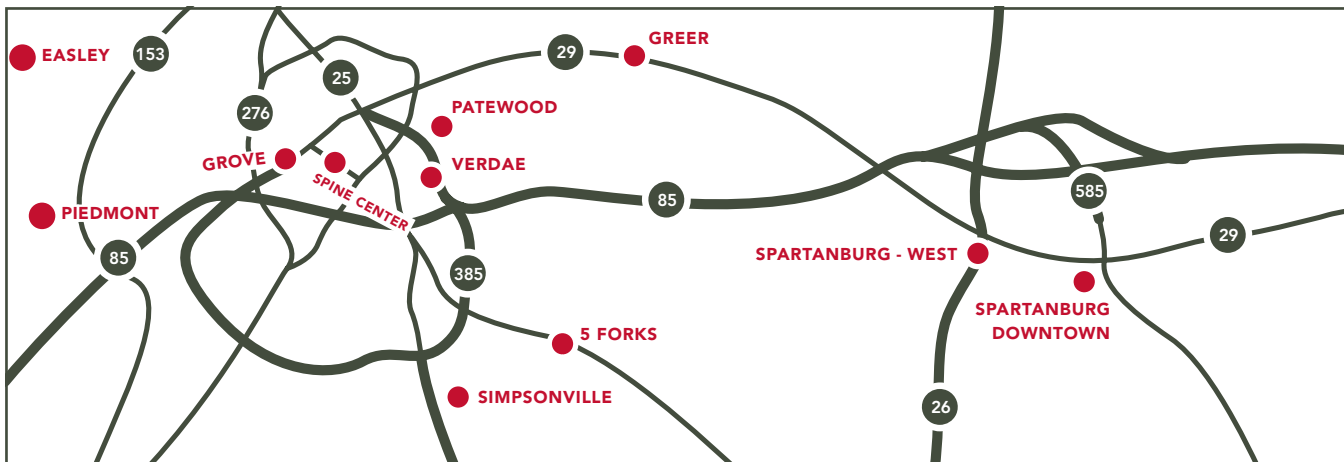 EASLEY
153
25
29
GREER
276
PATEWOOD
GROVE
VERDAE
SPINE CENTER
PIEDMONT
85
85
585
29
385
SPARTANBURG - WEST
SPARTANBURG
DOWNTOWN
5 FORKS
SIMPSONVILLE
26